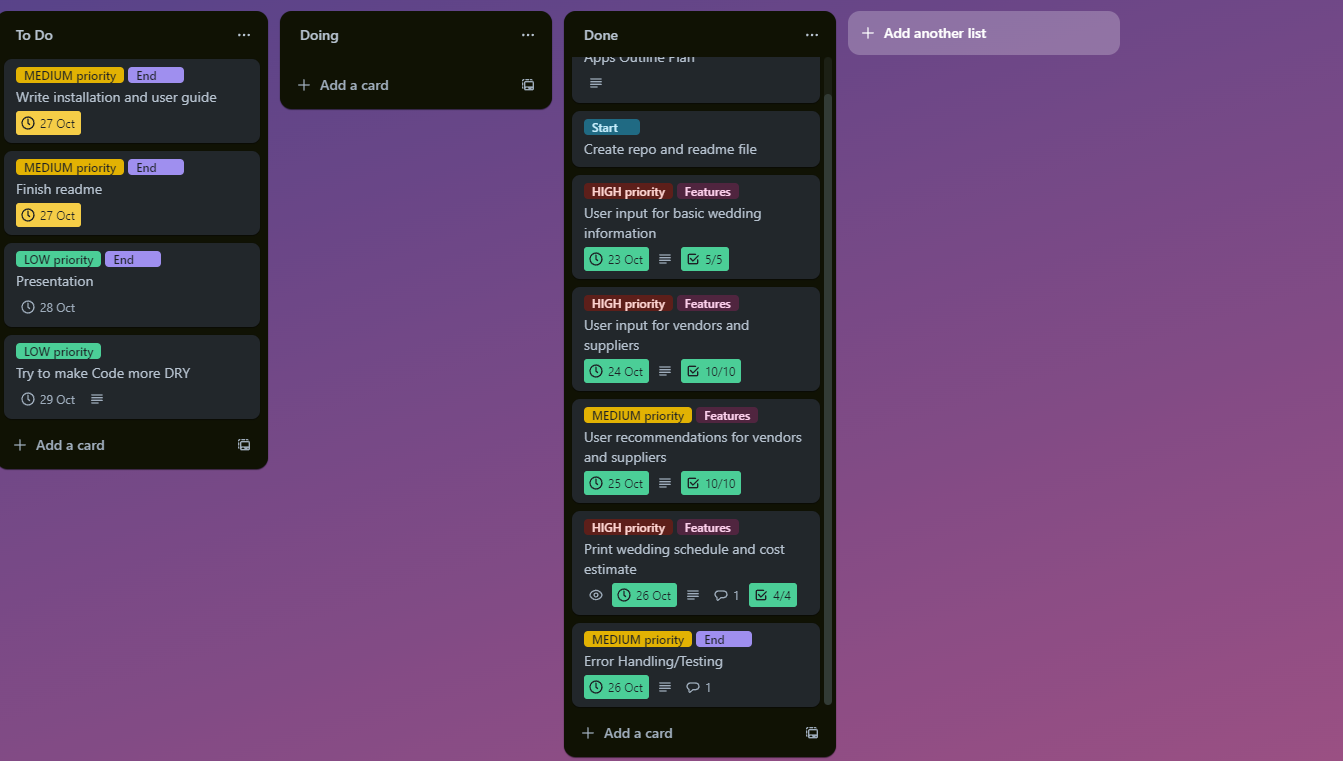 To Do
MEDIUM priority End
Write installation and user guide
27 Oct
MEDIUM priority End
Finish readme
27 Oct
LOW priority End
Presentation
28 Oct
LOW priority
Try to make Code more DRY
29 Oct
Add a card
Doing
Add a card
Done
Apps Outline Plan
Start
Create repo and readme file
HIGH priority Features
User input for basic wedding
information
23 Oct 5/5
HIGH priority Features
User input for vendors and
suppliers
24 Oct 10/10
MEDIUM priority Features
User recommendations for vendors
and suppliers
25 Oct 10/10
HIGH priority Features
Print wedding schedule and cost
estimate
26 Oct 1 4/4
MEDIUM priority End
Error Handling/Testing
26 Oct 1
Add a card
Add another list